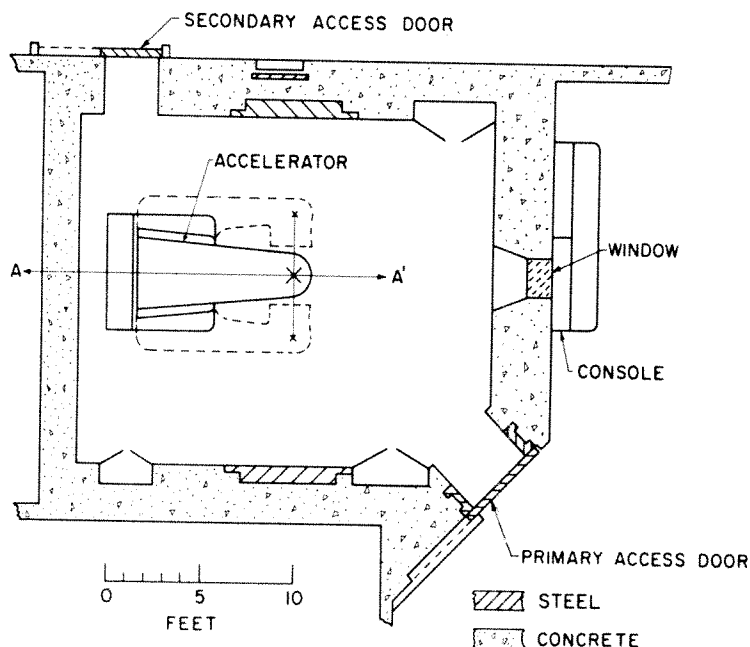 SECONDARY ACCESS DOOR
ACCELERATOR
A
A'
WINDOW
CONSOLE
PRIMARY ACCESS DOOR
0 5 10
FEET
STEEL
CONCRETE